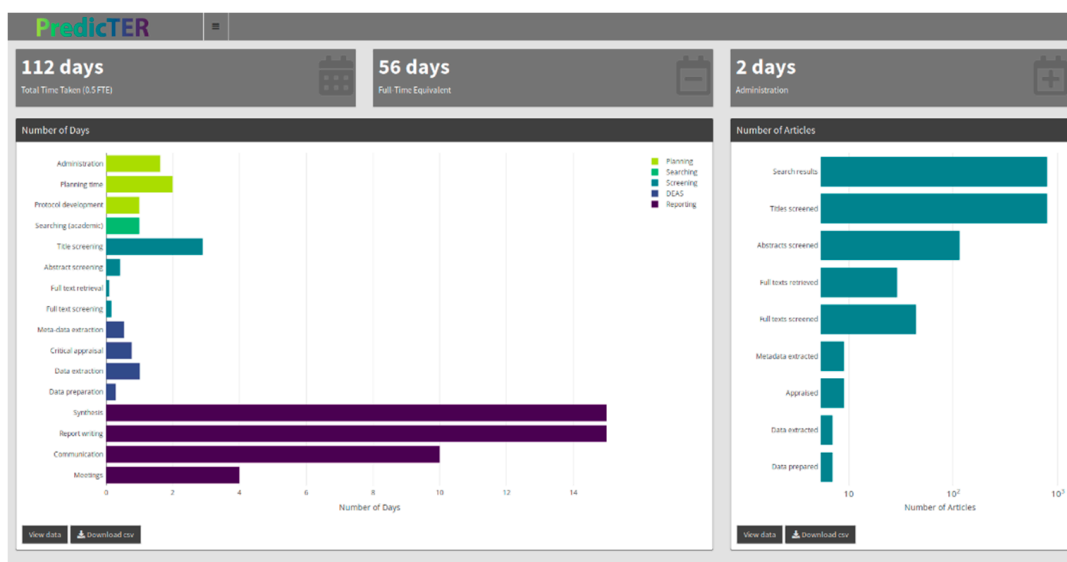 PredicTER
≡
112 days
Total Time Taken (0.5 FTE)
56 days
Full-Time Equivalent
2 days
Administration
Number of Days
Administration
Planning time
Protocol development
Searching (academic)
Title screening
Abstract screening
Full text retrieval
Full text screening
Meta-data extraction
Critical appraisal
Data extraction
Data preparation
Synthesis
Report writing
Communication
Meetings
0 2 4 6 8 10 12 14
Number of Days
Planning
Searching
Screening
DEAS
Reporting
View data Download csv
Number of Articles
Search results
Titles screened
Abstracts screened
Full texts retrieved
Full texts screened
Metadata extracted
Appraised
Data extracted
Data prepared
10 10² 10³
Number of Articles
View data Download csv